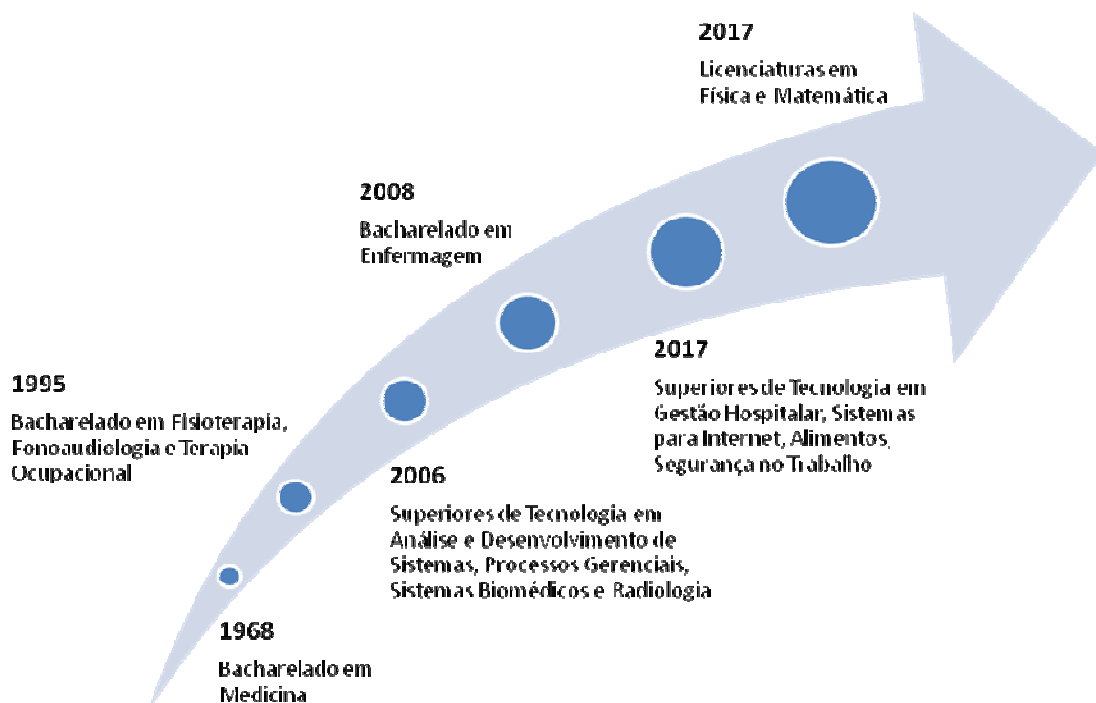 2017
Licenciaturas em
Física e Matemática
2008
Bacharelado em
Enfermagem
2017
Superiores de Tecnologia em
Gestão Hospitalar, Sistemas
para Internet, Alimentos,
Segurança no Trabalho
1995
Bacharelado em Fisioterapia,
Fonoaudiologia e Terapia
Ocupacional
2006
Superiores de Tecnologia em
Análise e Desenvolvimento de
Sistemas, Processos Gerenciais,
Sistemas Biomédicos e Radiologia
1968
Bacharelado em
Medicina